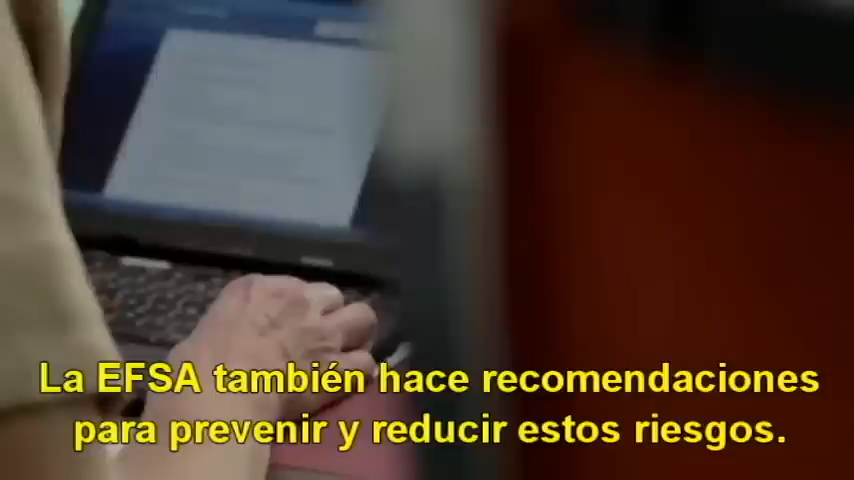 La EFSA también hace recomendaciones
para prevenir y reducir estos riesgos.